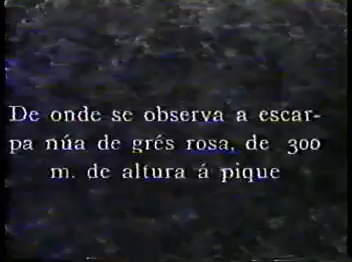 De onde se observa a escar-
pa núa de grés rosa, de 300
m. de altura á pique